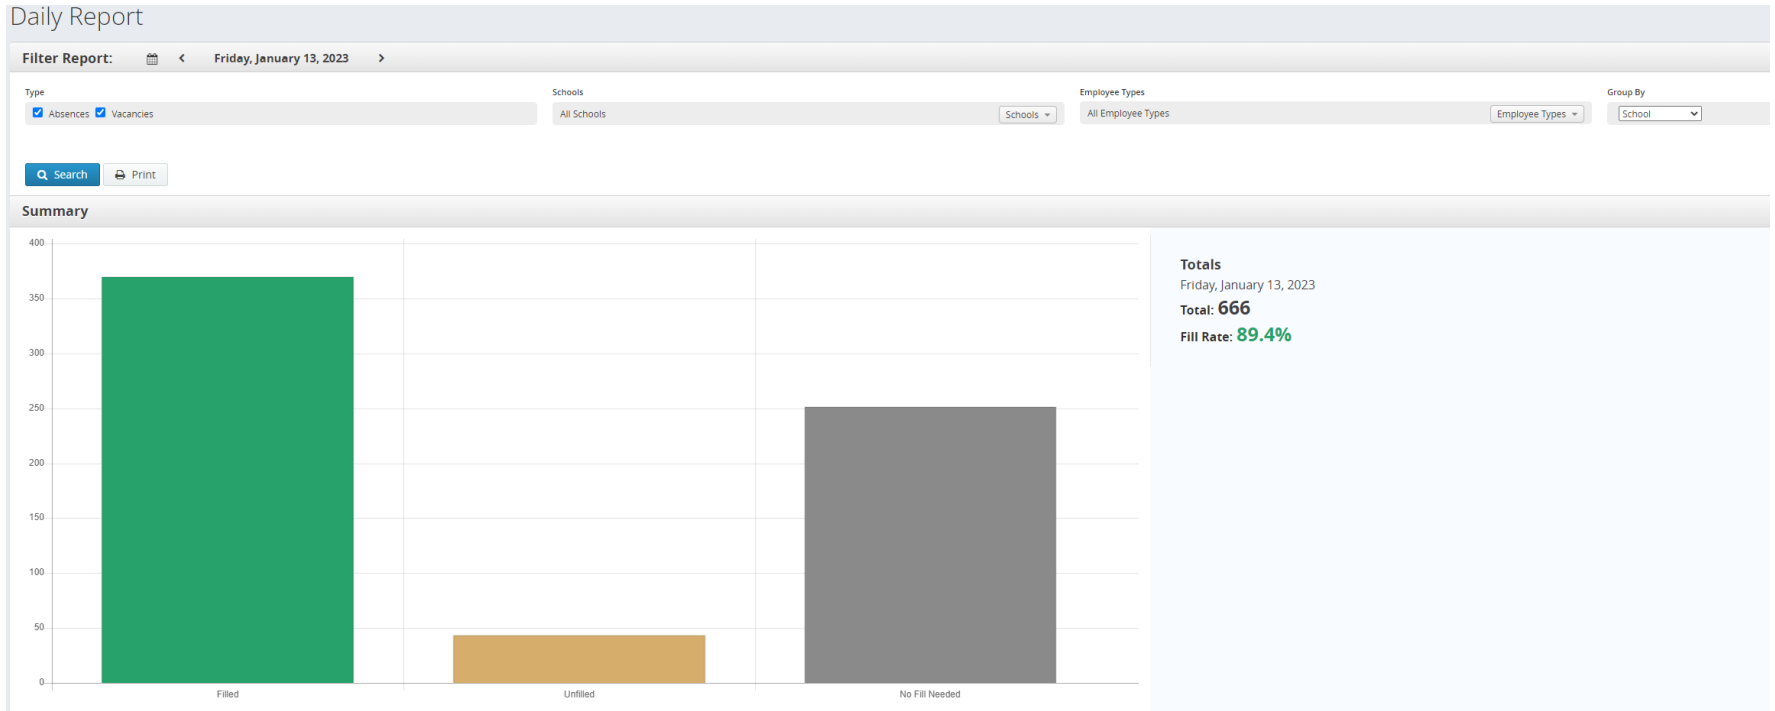 Daily Report
Filter Report: Friday, January 13, 2023
Type
Absences Vacancies
Schools
All Schools Schools
Employee Types
All Employee Types Employee Types
Group By
School
Search Print
Summary
400
350
300
250
200
150
100
50
0
Filled Unfilled No Fill Needed
Totals
Friday, January 13, 2023
Total: 666
Fill Rate: 89.4%